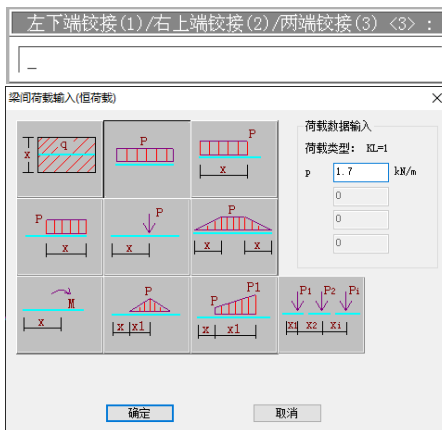 左下端铰接(1)/右上端铰接(2)/两端铰接(3) <3> :
_
梁间荷载输入(恒荷载)
X q
P
P
X
P
X
P
X
P
X X
M
X
P
X X1
P P1
X X1
P1 P2 Pi
X1 X2 Xi
荷载数据输入
荷载类型: KL=1
p 1.7 kN/m
0
0
0
确定 取消